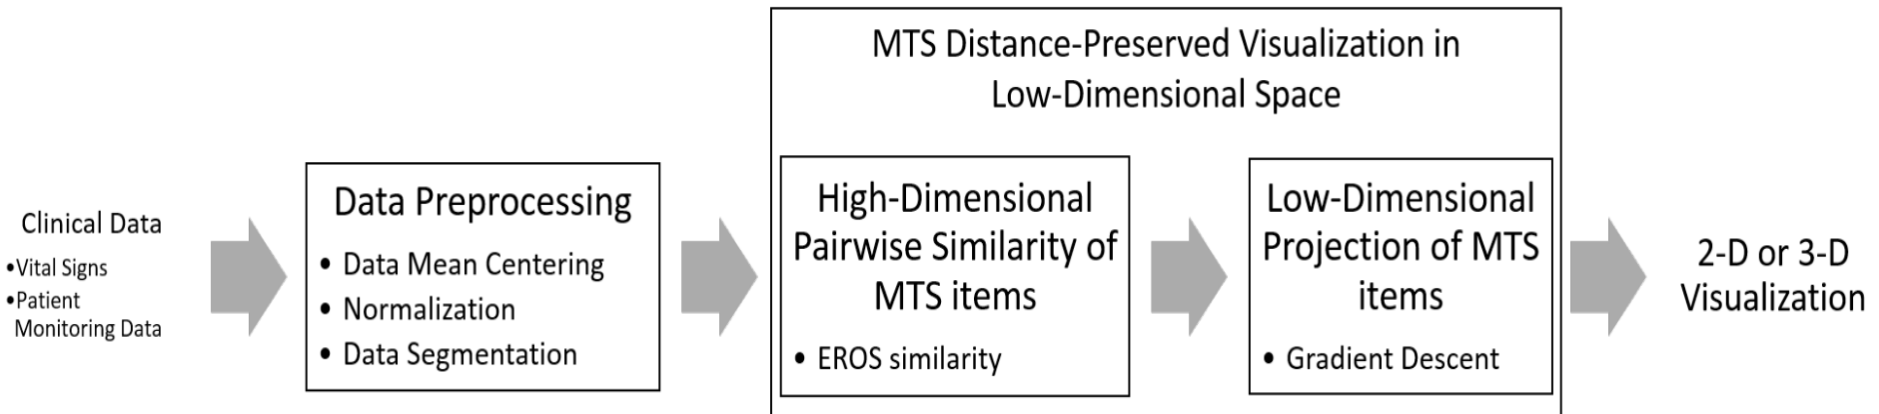 Clinical Data
•Vital Signs
•Patient
Monitoring Data
Data Preprocessing
• Data Mean Centering
• Normalization
• Data Segmentation
MTS Distance-Preserved Visualization in
Low-Dimensional Space
High-Dimensional
Pairwise Similarity of
MTS items
• EROS similarity
Low-Dimensional
Projection of MTS
items
• Gradient Descent
2-D or 3-D
Visualization